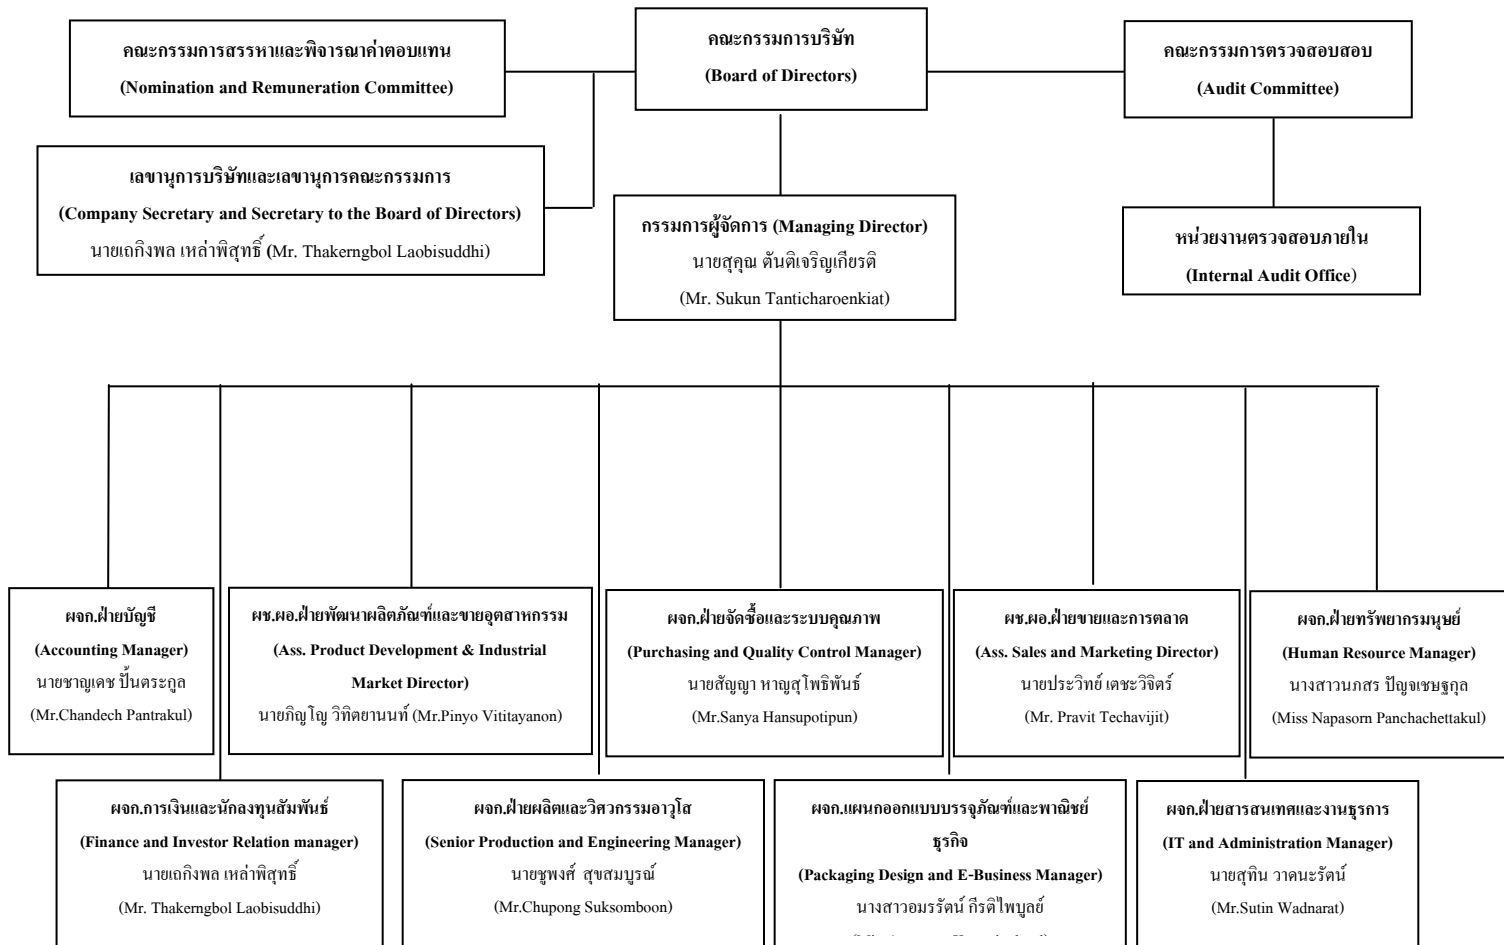 คณะกรรมการสรรหาและพิจารณาค่าตอบแทน
(Nomination and Remuneration Committee)
คณะกรรมการบริษัท
(Board of Directors)
คณะกรรมการตรวจสอบสอบ
(Audit Committee)
เลขานุการบริษัทและเลขานุการคณะกรรมการ
(Company Secretary and Secretary to the Board of Directors)
นายเถกิงพล เหล่าพิสุทธิ์ (Mr. Thakerngbol Laobisuddhi)
กรรมการผู้จัดการ (Managing Director)
นายสุคุณ ตันติเจริญเกียรติ
(Mr. Sukun Tanticharoenkiat)
หน่วยงานตรวจสอบภายใน
(Internal Audit Office)
ผจก.ฝ่ายบัญชี
(Accounting Manager)
นายชาญเดช ปั้นตระกูล
(Mr.Chandech Pantrakul)
ผช.ผอ.ฝ่ายพัฒนาผลิตภัณฑ์และขายอุตสาหกรรม
(Ass. Product Development & Industrial
Market Director)
นายภิญโญ วิทิตยานนท์ (Mr.Pinyo Vititayanon)
ผจก.ฝ่ายจัดซื้อและระบบคุณภาพ
(Purchasing and Quality Control Manager)
นายสัญญา หาญสุโพธิพันธ์
(Mr.Sanya Hansupotipun)
ผช.ผอ.ฝ่ายขายและการตลาด
(Ass. Sales and Marketing Director)
นายประวิทย์ เตชะวิจิตร์
(Mr. Pravit Techavijit)
ผจก.ฝ่ายทรัพยากรมนุษย์
(Human Resource Manager)
นางสาวนภสร ปัญจเชษฐกุล
(Miss Napasorn Panchachettakul)
ผจก.การเงินและนักลงทุนสัมพันธ์
(Finance and Investor Relation manager)
นายเถกิงพล เหล่าพิสุทธิ์
(Mr. Thakerngbol Laobisuddhi)
ผจก.ฝ่ายผลิตและวิศวกรรมอาวุโส
(Senior Production and Engineering Manager)
นายชูพงศ์ สุขสมบูรณ์
(Mr.Chupong Suksomboon)
ผจก.แผนกออกแบบบรรจุภัณฑ์และพาณิชย์
ธุรกิจ
(Packaging Design and E-Business Manager)
นางสาวอมรรัตน์ กีรติไพบูลย์
ผจก.ฝ่ายสารสนเทศและงานธุรการ
(IT and Administration Manager)
นายสุทิน วาดนะรัตน์
(Mr.Sutin Wadnarat)